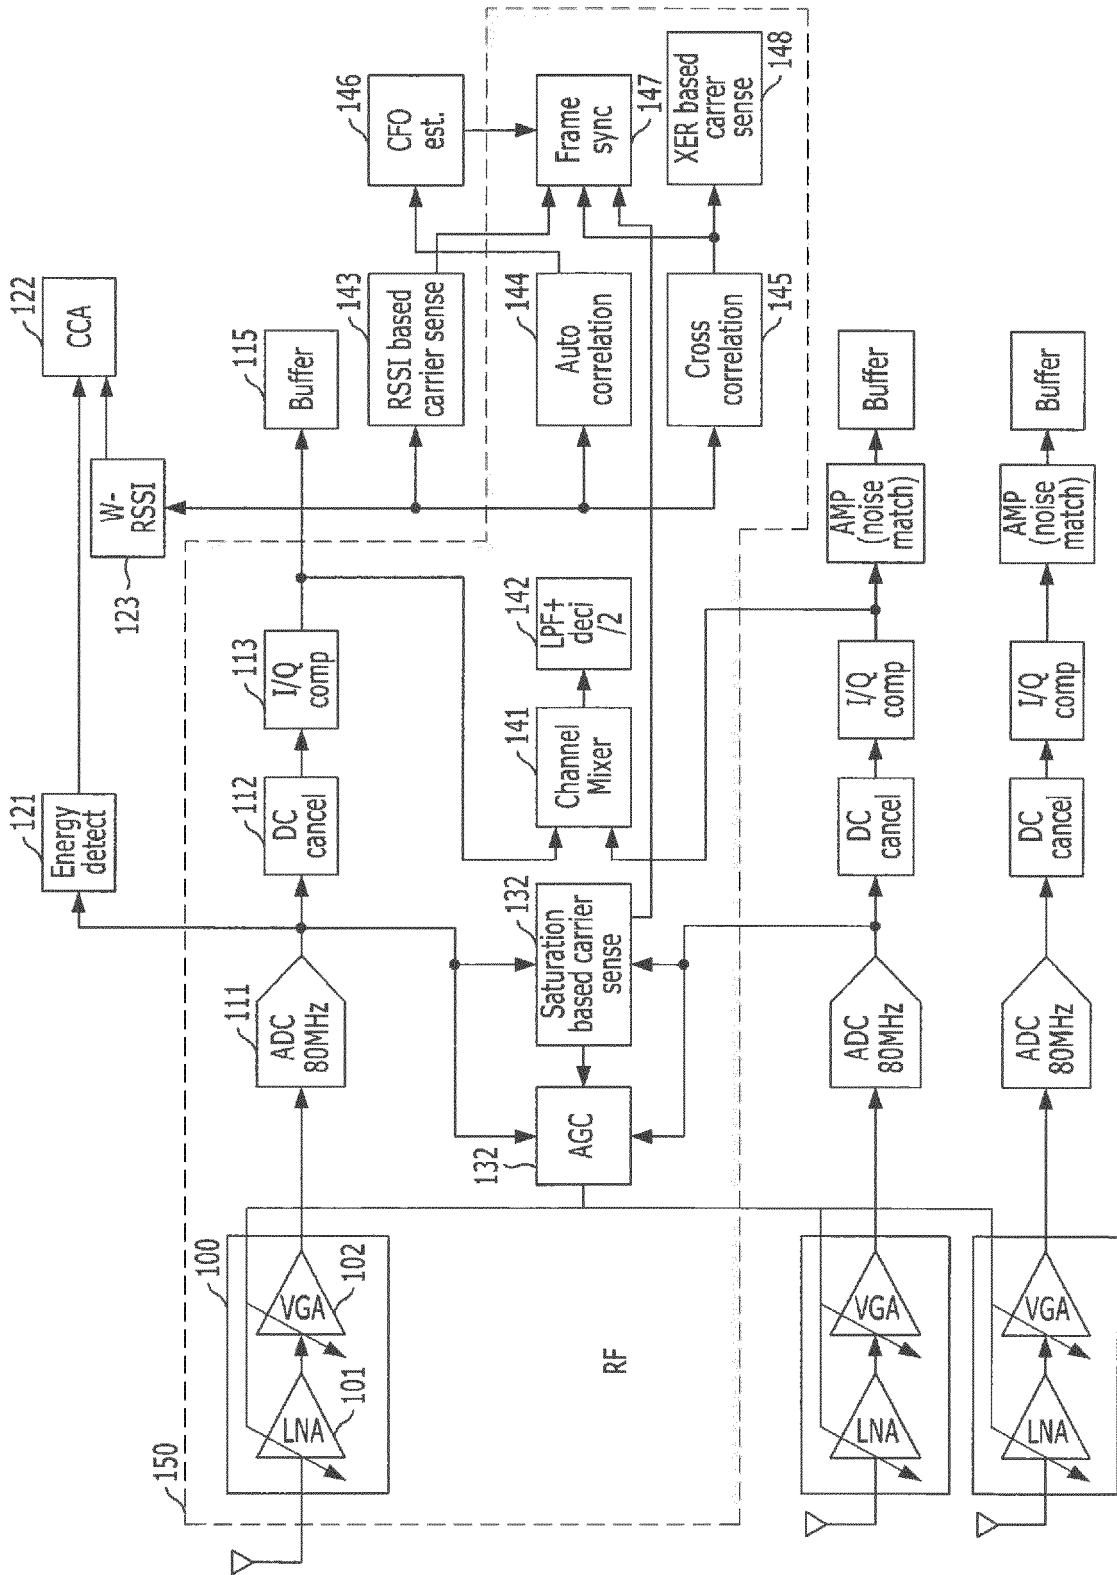 150
100
LNA
101
VGA
102
ADC
80MHz
111
DC
cancel
112
I/Q
comp
113
Buffer
115
Energy
detect
121
CCA
122
W-
RSSI
123
RF
AGC
132
Saturation
based carrier
sense
132
Channel
Mixer
141
LPF+
deci
/2
142
RSSI based
carrier sense
143
Auto
correlation
144
Cross
correlation
145
CFO
est.
146
Frame
sync
147
XER based
carrer
sense
148
LNA
VGA
ADC
80MHz
DC
cancel
I/Q
comp
AMP
(noise
match)
Buffer
LNA
VGA
ADC
80MHz
DC
cancel
I/Q
comp
AMP
(noise
match)
Buffer